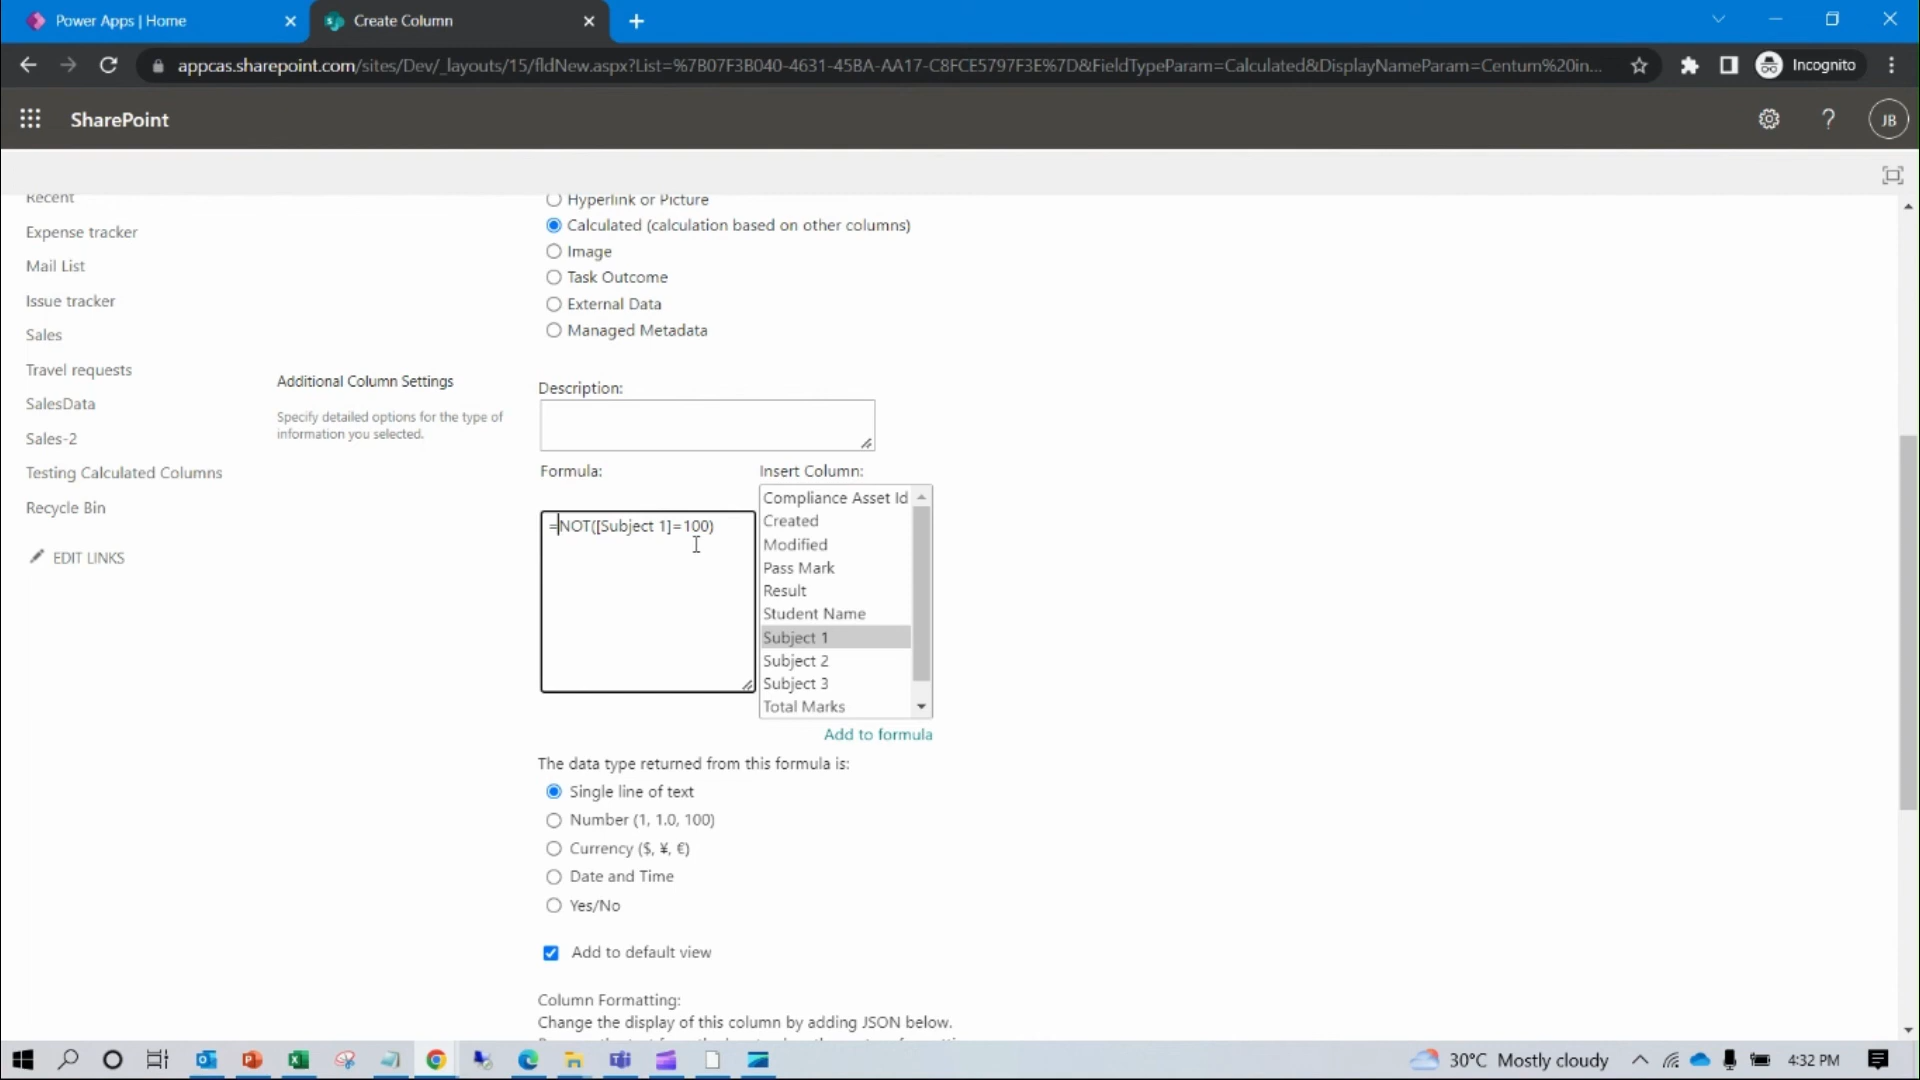 Power Apps | Home
Create Column
appcas.sharepoint.com/sites/Dev/_layouts/15/fldNew.aspx?List=%7B07F3B040-4631-45BA-AA17-C8FCE5797F3E%7D&FieldTypeParam=Calculated&DisplayNameParam=Centum%20in...
Incognito
SharePoint
JB
Recent
Expense tracker
Mail List
Issue tracker
Sales
Travel requests
SalesData
Sales-2
Testing Calculated Columns
Recycle Bin
EDIT LINKS
Hyperlink or Picture
Calculated (calculation based on other columns)
Image
Task Outcome
External Data
Managed Metadata
Additional Column Settings
Specify detailed options for the type of
information you selected.
Description:
Formula:
=NOT([Subject 1]=100)
Insert Column:
Compliance Asset Id
Created
Modified
Pass Mark
Result
Student Name
Subject 1
Subject 2
Subject 3
Total Marks
Add to formula
The data type returned from this formula is:
Single line of text
Number (1, 1.0, 100)
Currency ($, ¥, €)
Date and Time
Yes/No
Add to default view
Column Formatting:
Change the display of this column by adding JSON below.
30°C Mostly cloudy
4:32 PM